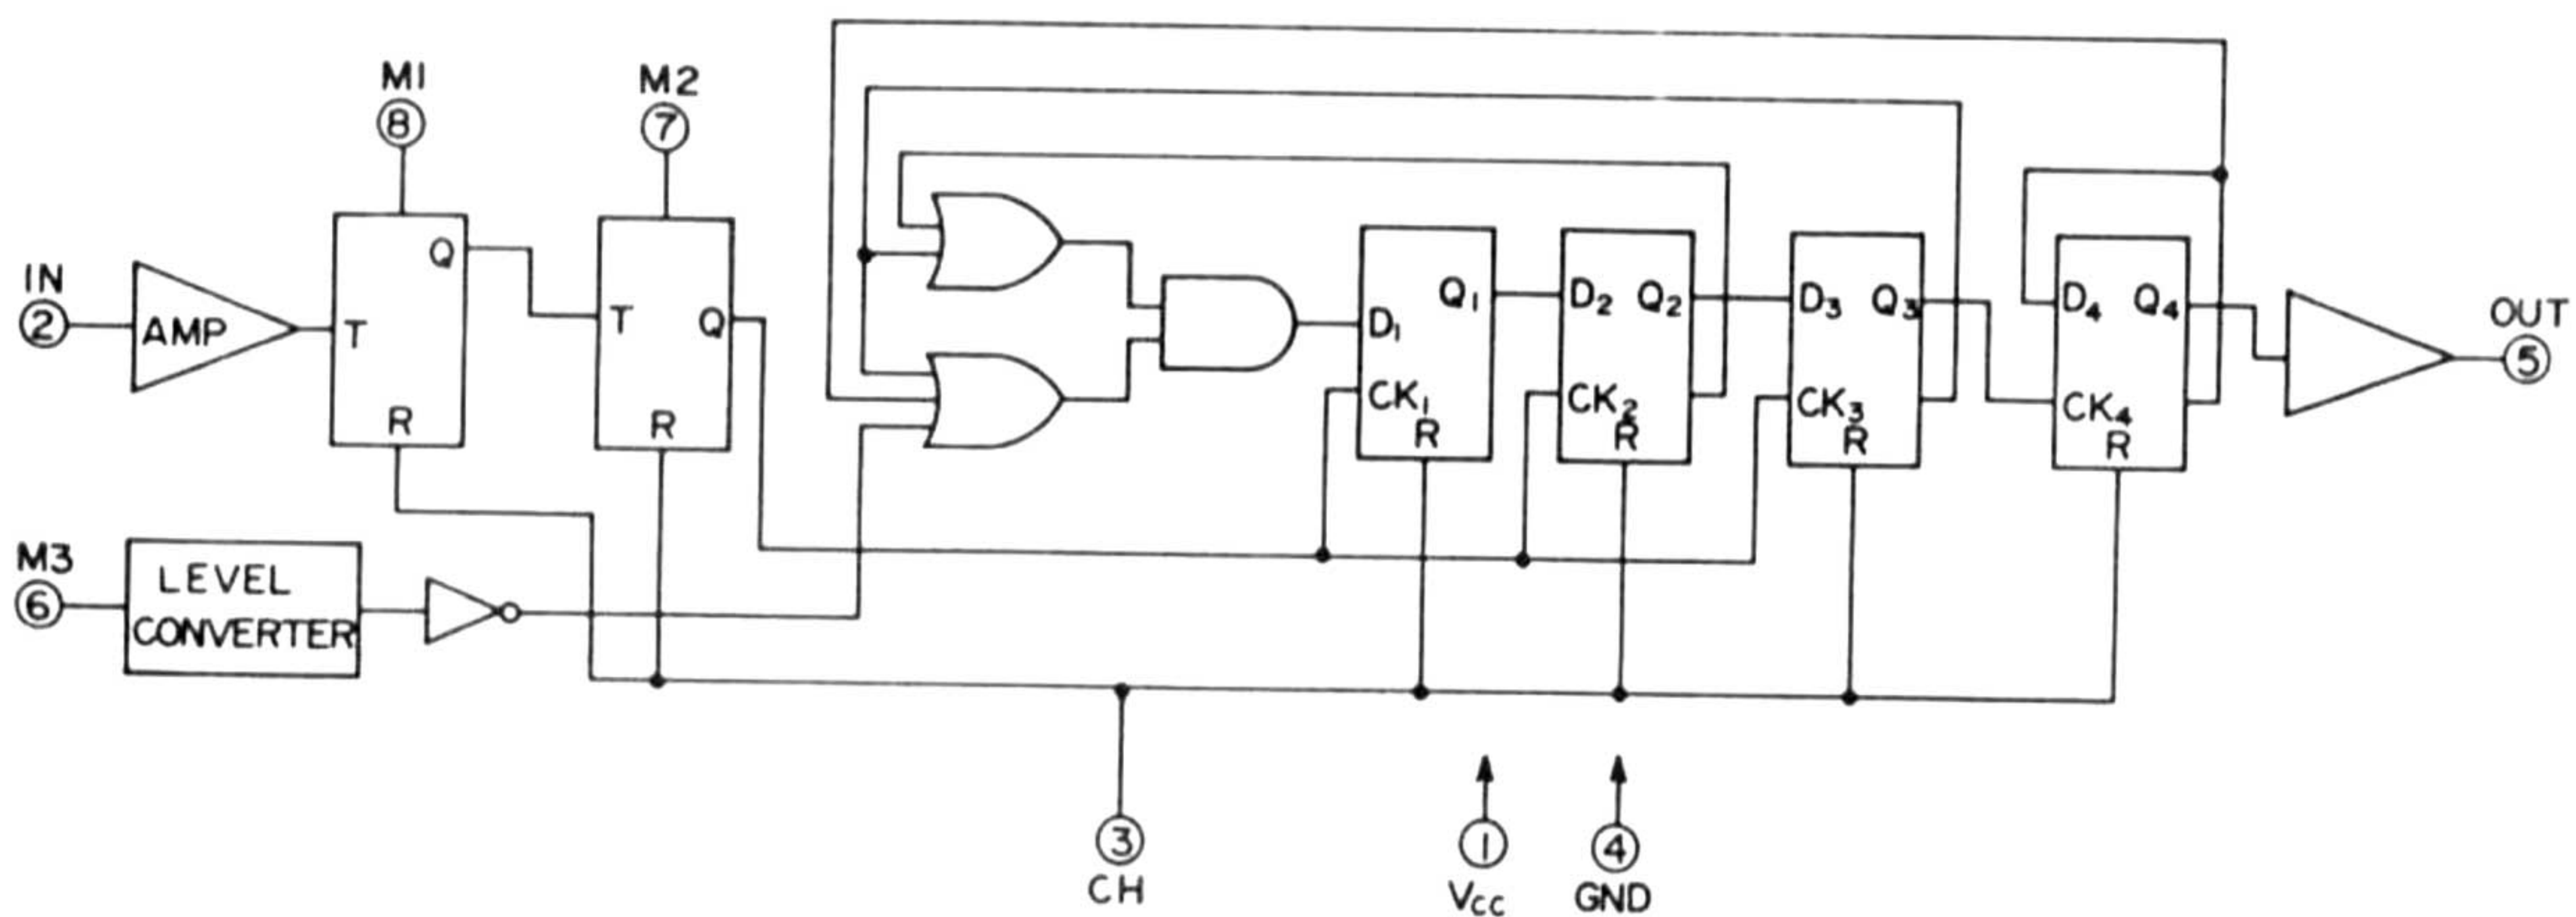 M1
8
M2
7
IN
2
AMP
T
Q
R
T
Q
R
M3
6
LEVEL
CONVERTER
D₁
Q₁
CK₁
R
D₂
Q₂
CK₂
R
D₃
Q₃
CK₃
R
D₄
Q₄
CK₄
R
OUT
5
3
CH
1
VCC
4
GND